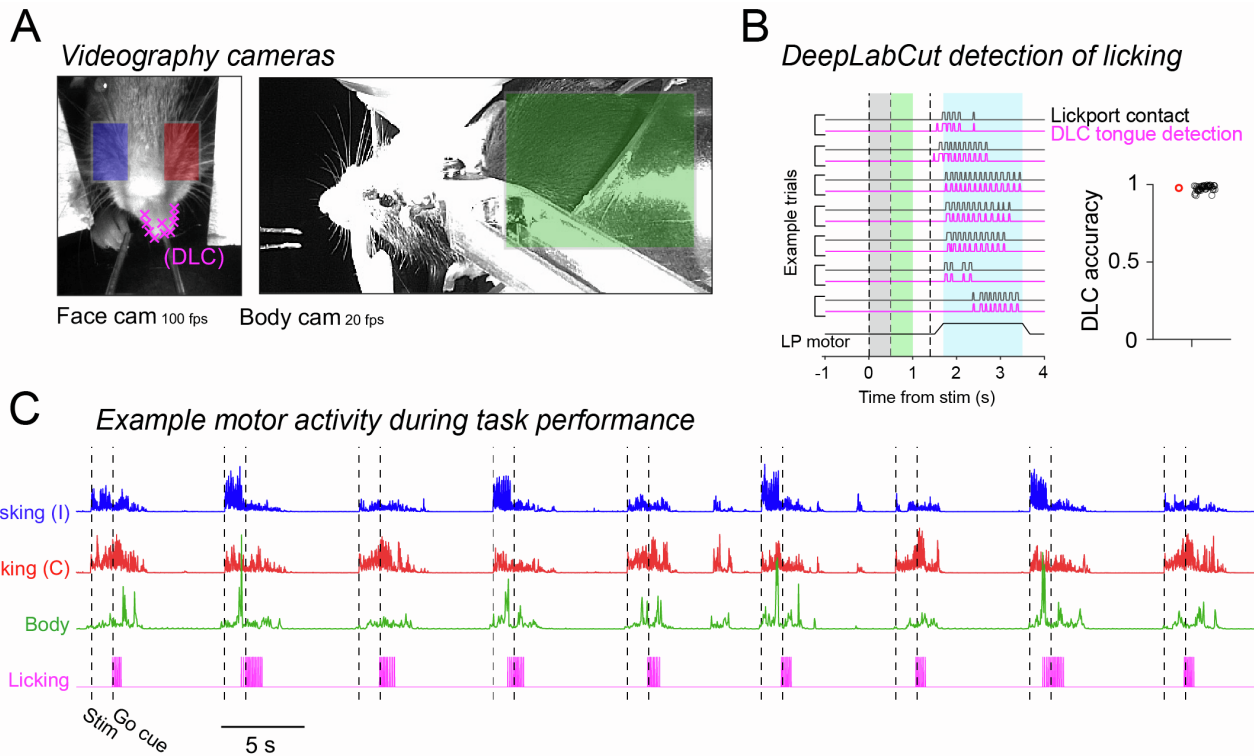 A
Videography cameras
(DLC)
Face cam 100 fps
Body cam 20 fps
B
DeepLabCut detection of licking
Lickport contact
DLC tongue detection
Example trials
LP motor
-1 0 1 2 3 4
Time from stim (s)
DLC accuracy
1
0.5
0
C
Example motor activity during task performance
sking (I)
king (C)
Body
Licking
Stim
Go cue
5 s